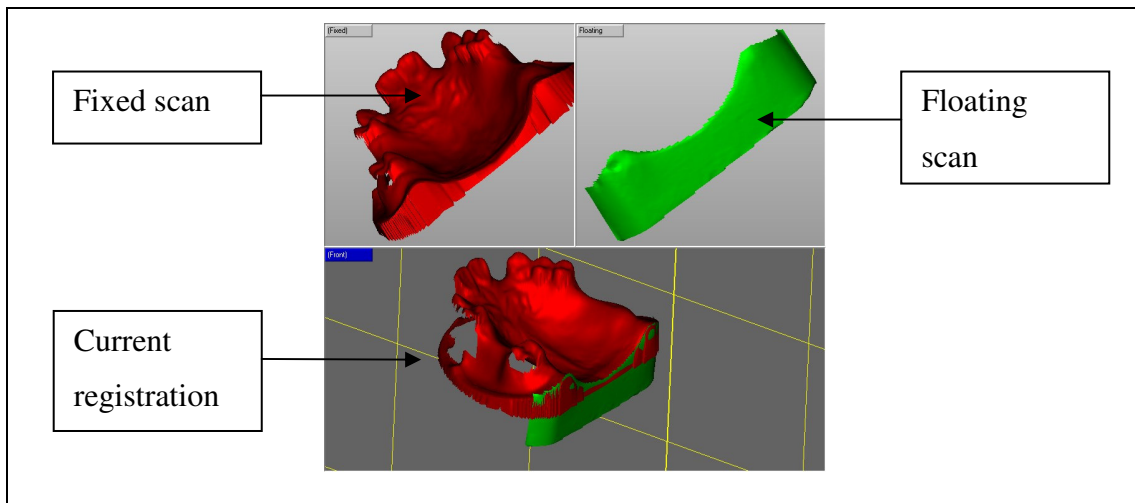 (Fixed)
Floating
Fixed scan
Floating
scan
(Front)
Current
registration